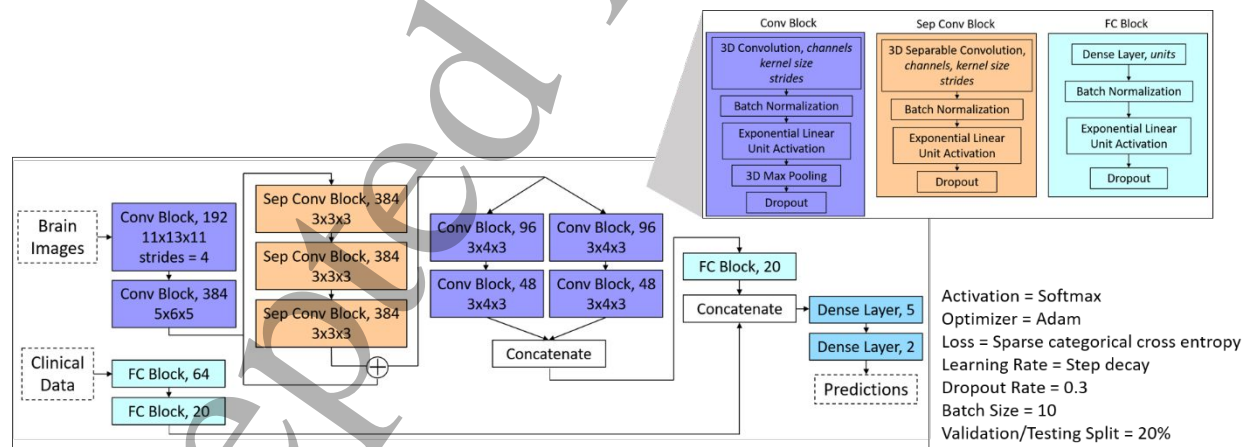 Conv Block
3D Convolution, channels
kernel size
strides
Batch Normalization
Exponential Linear
Unit Activation
3D Max Pooling
Dropout
Sep Conv Block
3D Separable Convolution,
channels, kernel size
strides
Batch Normalization
Exponential Linear
Unit Activation
Dropout
FC Block
Dense Layer, units
Batch Normalization
Exponential Linear
Unit Activation
Dropout
Brain
Images
Conv Block, 192
11x13x11
strides = 4
Conv Block, 384
5x6x5
Clinical
Data
FC Block, 64
FC Block, 20
Sep Conv Block, 384
3x3x3
Sep Conv Block, 384
3x3x3
Sep Conv Block, 384
3x3x3
Conv Block, 96
3x4x3
Conv Block, 48
3x4x3
Conv Block, 96
3x4x3
Conv Block, 48
3x4x3
Concatenate
FC Block, 20
Concatenate
Dense Layer, 5
Dense Layer, 2
Predictions
Activation = Softmax
Optimizer = Adam
Loss = Sparse categorical cross entropy
Learning Rate = Step decay
Dropout Rate = 0.3
Batch Size = 10
Validation/Testing Split = 20%